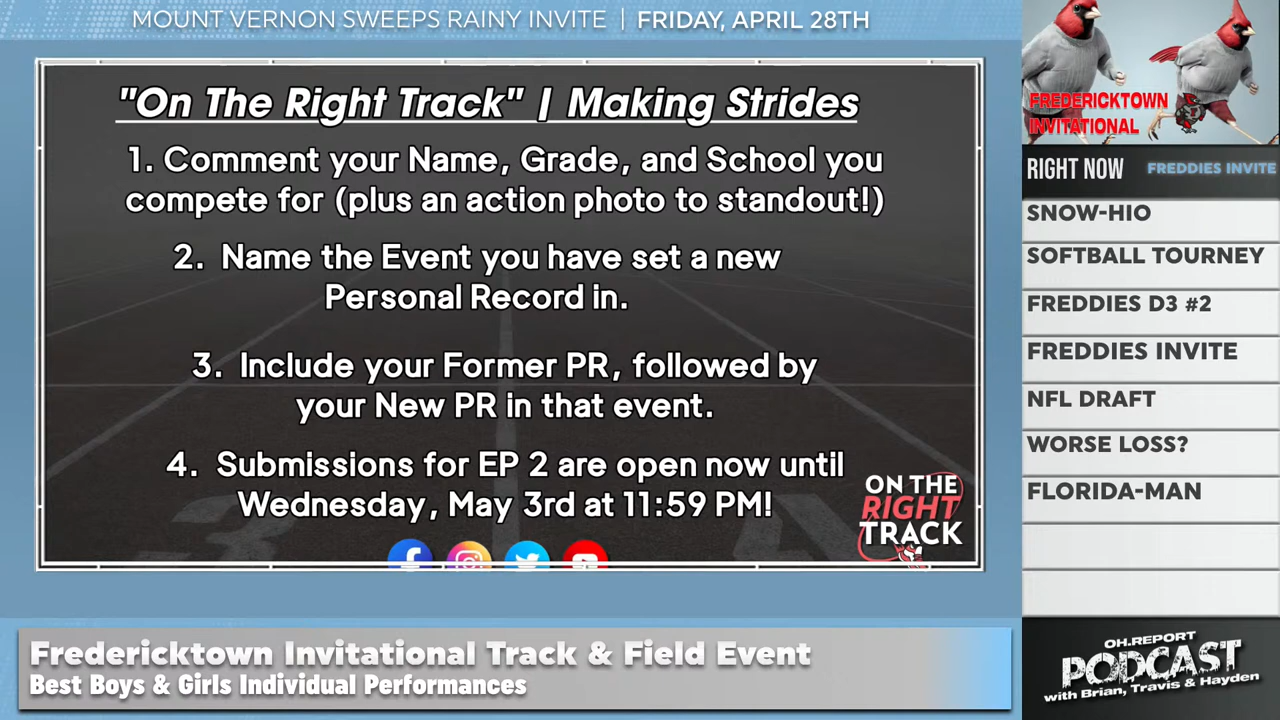 MOUNT VERNON SWEEPS RAINY INVITE | FRIDAY, APRIL 28TH
"On The Right Track" | Making Strides
1. Comment your Name, Grade, and School you
compete for (plus an action photo to standout!)
2. Name the Event you have set a new
Personal Record in.
3. Include your Former PR, followed by
your New PR in that event.
4. Submissions for EP 2 are open now until
Wednesday, May 3rd at 11:59 PM!
ON THE
RIGHT
TRACK
Fredericktown Invitational Track & Field Event
Best Boys & Girls Individual Performances
FREDERICKTOWN
INVITATIONAL
RIGHT NOW FREDDIES INVITE
SNOW-HIO
SOFTBALL TOURNEY
FREDDIES D3 #2
FREDDIES INVITE
NFL DRAFT
WORSE LOSS?
FLORIDA-MAN
OH.REPORT
PODCAST
with Brian, Travis & Hayden